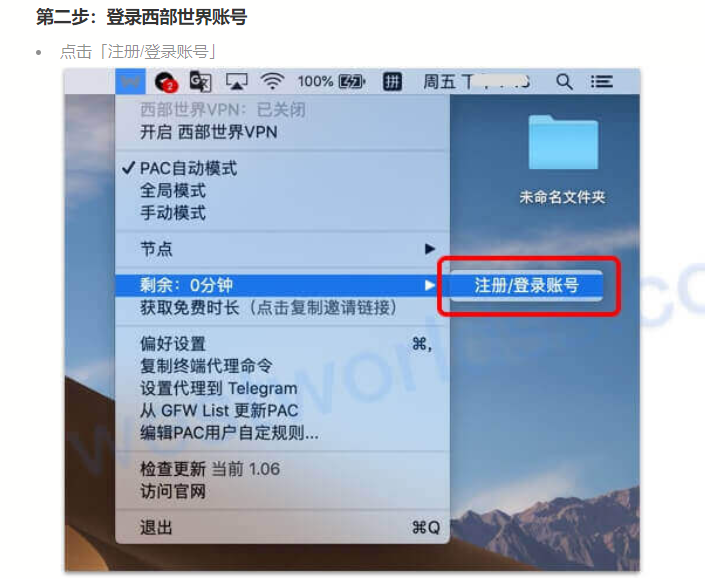 第二步：登录西部世界账号
• 点击「注册/登录账号」
2
100%
拼
周五 下
西部世界VPN：已关闭
开启 西部世界VPN
✓ PAC自动模式
全局模式
手动模式
未命名文件夹
节点 ▶
剩余：0分钟 ▶
注册/登录账号
获取免费时长（点击复制邀请链接）
偏好设置 ⌘,
复制终端代理命令
设置代理到 Telegram
从 GFW List 更新PAC
编辑PAC用户自定规则...
检查更新 当前 1.06
访问官网
退出 ⌘Q